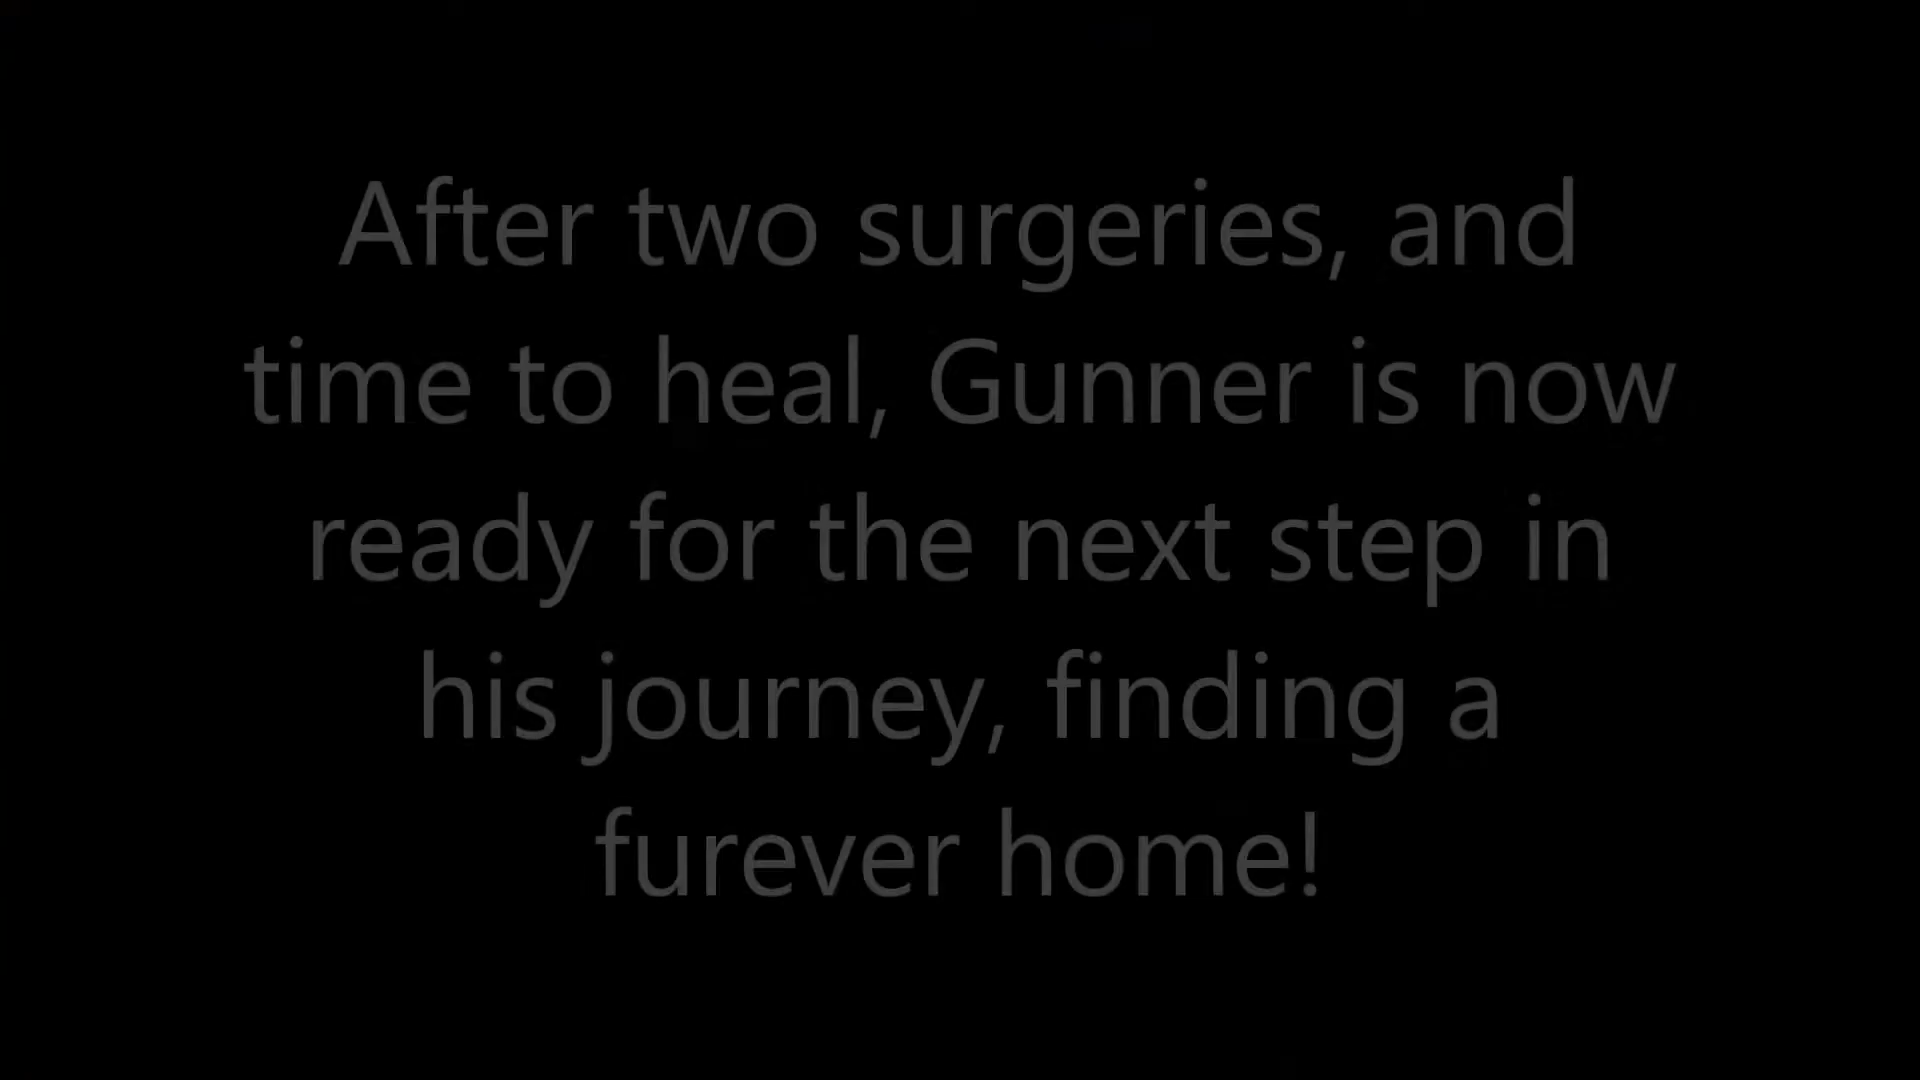 After two surgeries, and
time to heal, Gunner is now
ready for the next step in
his journey, finding a
furever home!